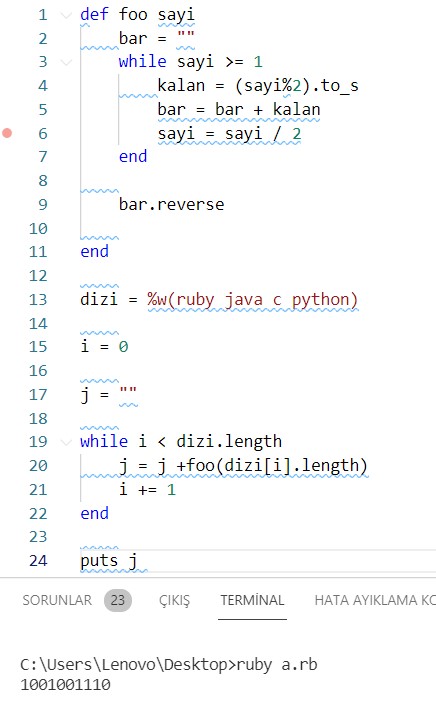 1 def foo sayi
2 bar = ""
3 while sayi >= 1
4 kalan = (sayi%2).to_s
5 bar = bar + kalan
6 sayi = sayi / 2
7 end
8
9 bar.reverse
10
11 end
12
13 dizi = %w(ruby java c python)
14
15 i = 0
16
17 j = ""
18
19 while i < dizi.length
20 j = j +foo(dizi[i].length)
21 i += 1
22 end
23
24 puts j
SORUNLAR 23 ÇIKIŞ TERMİNAL HATA AYIKLAMA KO
C:\Users\Lenovo\Desktop>ruby a.rb
1001001110